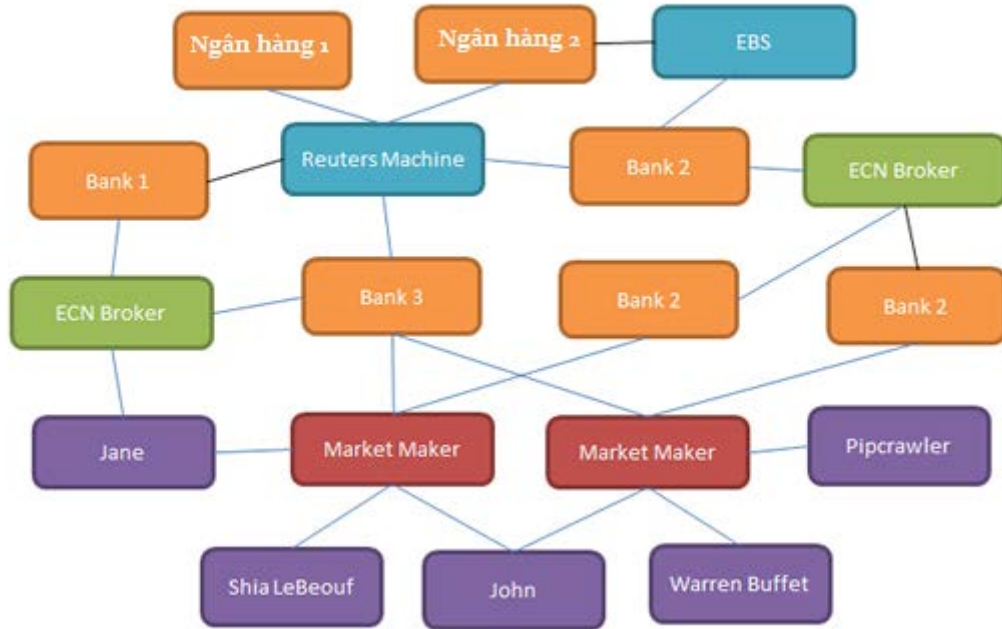 Ngân hàng 1
Ngân hàng 2
EBS
Reuters Machine
Bank 2
ECN Broker
Bank 1
ECN Broker
Bank 3
Bank 2
Bank 2
Jane
Market Maker
Market Maker
Pipcrawler
Shia LeBeouf
John
Warren Buffet